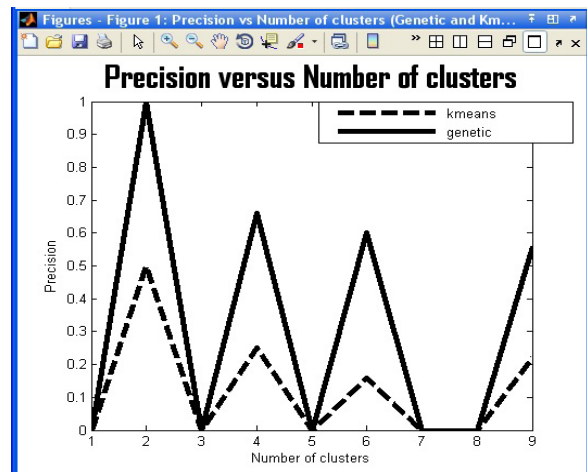 Figures - Figure 1: Precision vs Number of clusters (Genetic and Km...
Precision versus Number of clusters
kmeans
genetic
1
0.9
0.8
0.7
0.6
0.5
0.4
0.3
0.2
0.1
0
Precision
1 2 3 4 5 6 7 8 9
Number of clusters